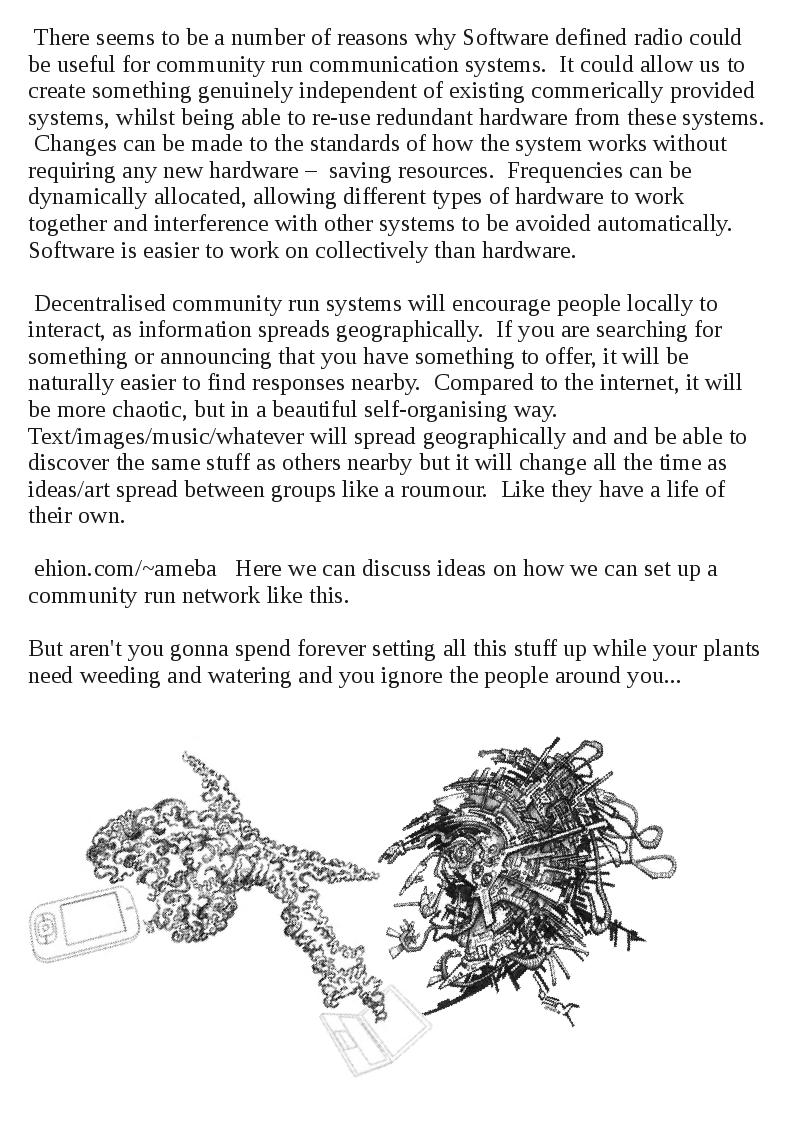 There seems to be a number of reasons why Software defined radio could
be useful for community run communication systems.  It could allow us to
create something genuinely independent of existing commerically provided
systems, whilst being able to re-use redundant hardware from these systems.
Changes can be made to the standards of how the system works without
requiring any new hardware –  saving resources.  Frequencies can be
dynamically allocated, allowing different types of hardware to work
together and interference with other systems to be avoided automatically.
Software is easier to work on collectively than hardware.

Decentralised community run systems will encourage people locally to
interact, as information spreads geographically.  If you are searching for
something or announcing that you have something to offer, it will be
naturally easier to find responses nearby.  Compared to the internet, it will
be more chaotic, but in a beautiful self-organising way.
Text/images/music/whatever will spread geographically and and be able to
discover the same stuff as others nearby but it will change all the time as
ideas/art spread between groups like a roumour.  Like they have a life of
their own.

ehion.com/~ameba   Here we can discuss ideas on how we can set up a
community run network like this.

But aren't you gonna spend forever setting all this stuff up while your plants
need weeding and watering and you ignore the people around you...